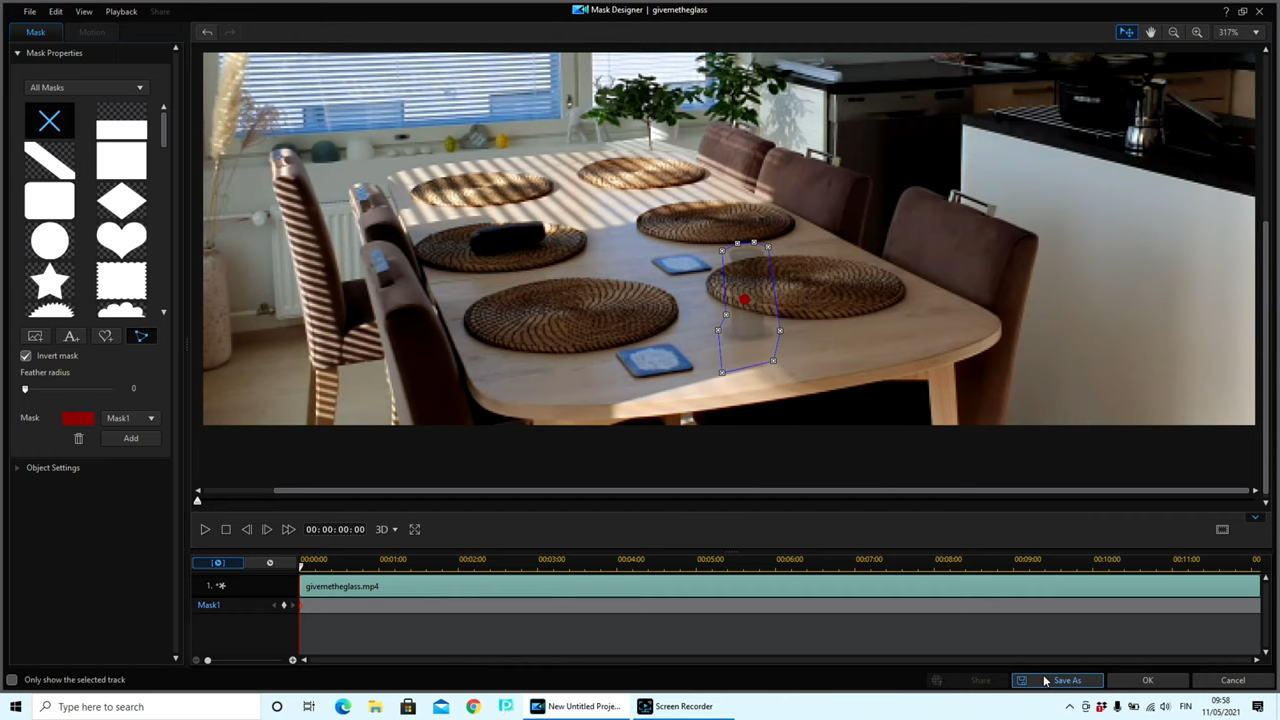 File Edit View Playback Share
Mask Designer | givemetheglass
?
Mask Motion
317%
Mask Properties
All Masks
Invert mask
Feather radius
0
Mask Mask1
Add
Object Settings
00:00:00:00 3D
00:00:00 00:01:00 00:02:00 00:03:00 00:04:00 00:05:00 00:06:00 00:07:00 00:08:00 00:09:00 00:10:00 00:11:00 00
1. givemetheglass.mp4
Mask1
Only show the selected track
Share Save As OK Cancel
Type here to search
New Untitled Proje...
Screen Recorder
FIN
09:58
11/05/2021